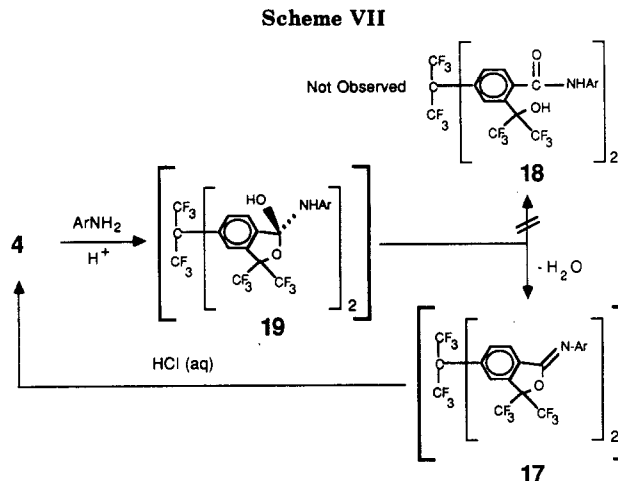 Scheme VII
Not Observed
CF3
C
CF3
O
C
NHAr
OH
CF3
CF3
2
18
4
ArNH2
H+
CF3
C
CF3
HO
NHAr
O
CF3
CF3
2
19
- H2O
HCl (aq)
CF3
C
CF3
N-Ar
O
CF3
CF3
2
17